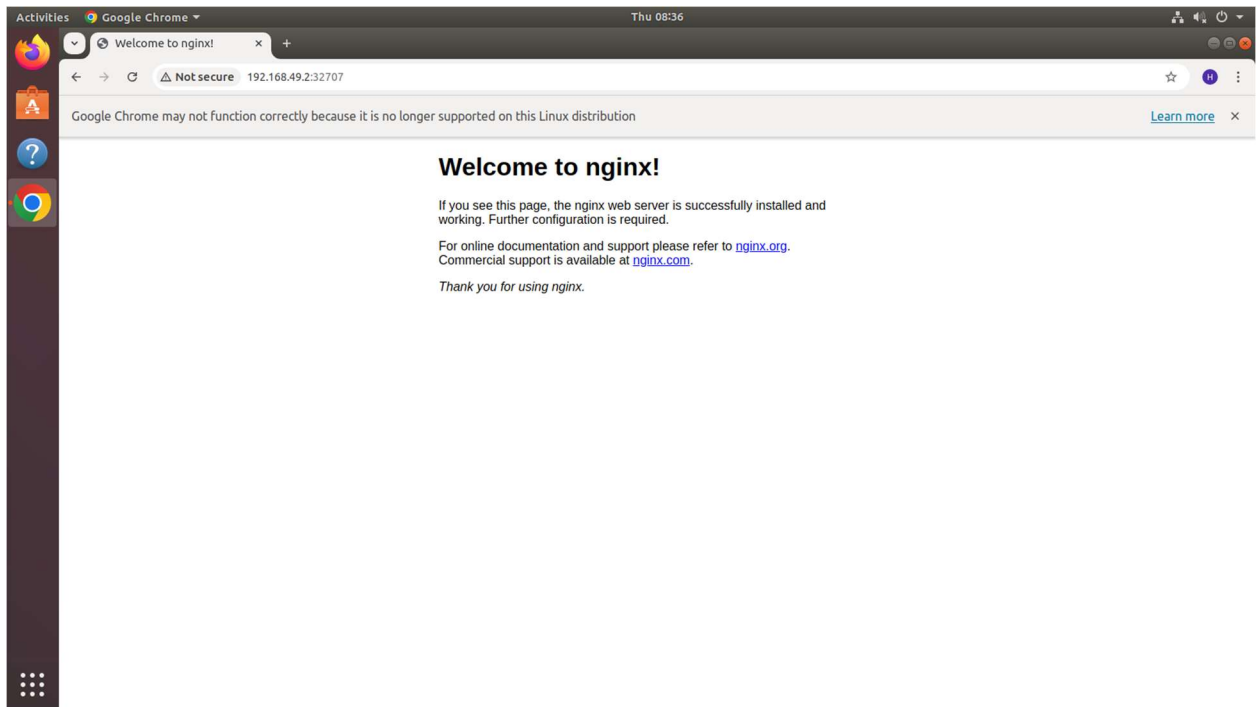 Activities Google Chrome Thu 08:36
Welcome to nginx!
Not secure 192.168.49.2:32707 H
Google Chrome may not function correctly because it is no longer supported on this Linux distribution Learn more
Welcome to nginx!
If you see this page, the nginx web server is successfully installed and
working. Further configuration is required.
For online documentation and support please refer to nginx.org.
Commercial support is available at nginx.com.
Thank you for using nginx.